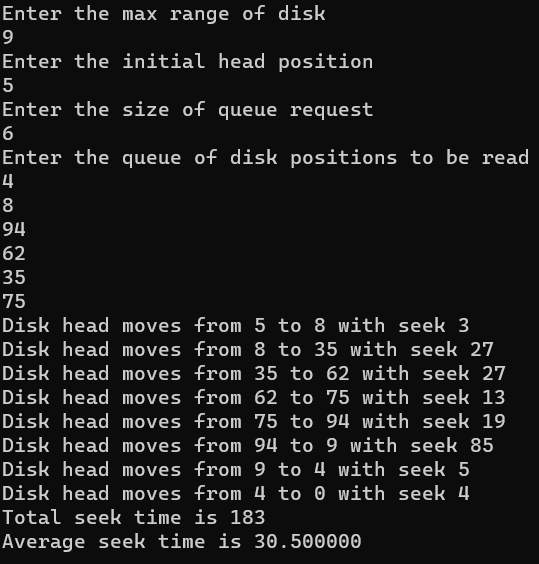 Enter the max range of disk
9
Enter the initial head position
5
Enter the size of queue request
6
Enter the queue of disk positions to be read
4
8
94
62
35
75
Disk head moves from 5 to 8 with seek 3
Disk head moves from 8 to 35 with seek 27
Disk head moves from 35 to 62 with seek 27
Disk head moves from 62 to 75 with seek 13
Disk head moves from 75 to 94 with seek 19
Disk head moves from 94 to 9 with seek 85
Disk head moves from 9 to 4 with seek 5
Disk head moves from 4 to 0 with seek 4
Total seek time is 183
Average seek time is 30.500000